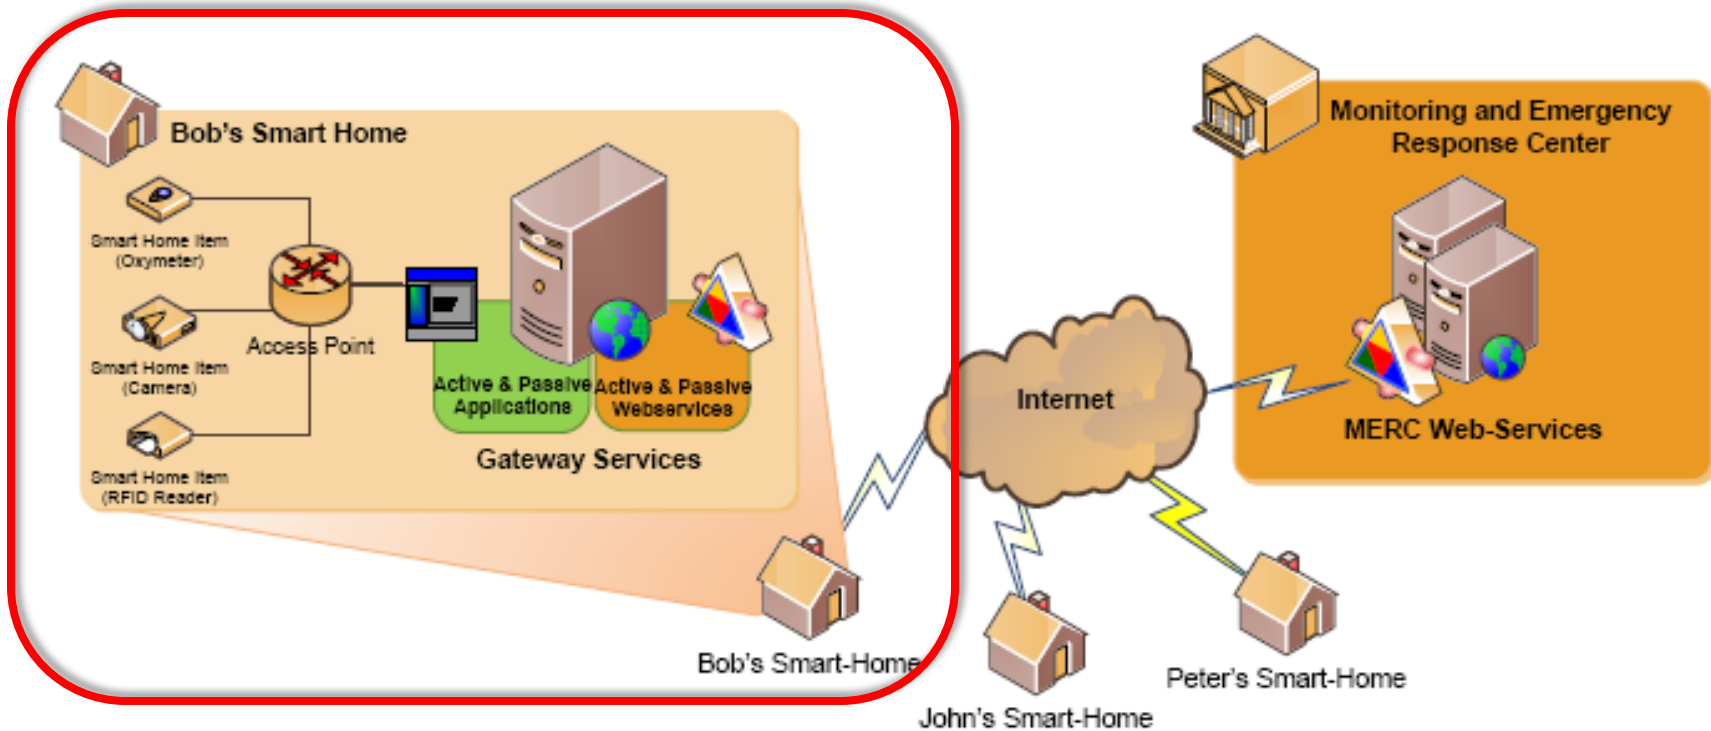 Bob's Smart Home
Smart Home Item
(Oxymeter)
Smart Home Item
(Camera)
Smart Home Item
(RFID Reader)
Access Point
Active & Passive
Applications
Active & Passive
Webservices
Gateway Services
Bob's Smart-Home
Internet
John's Smart-Home
Peter's Smart-Home
Monitoring and Emergency
Response Center
MERC Web-Services